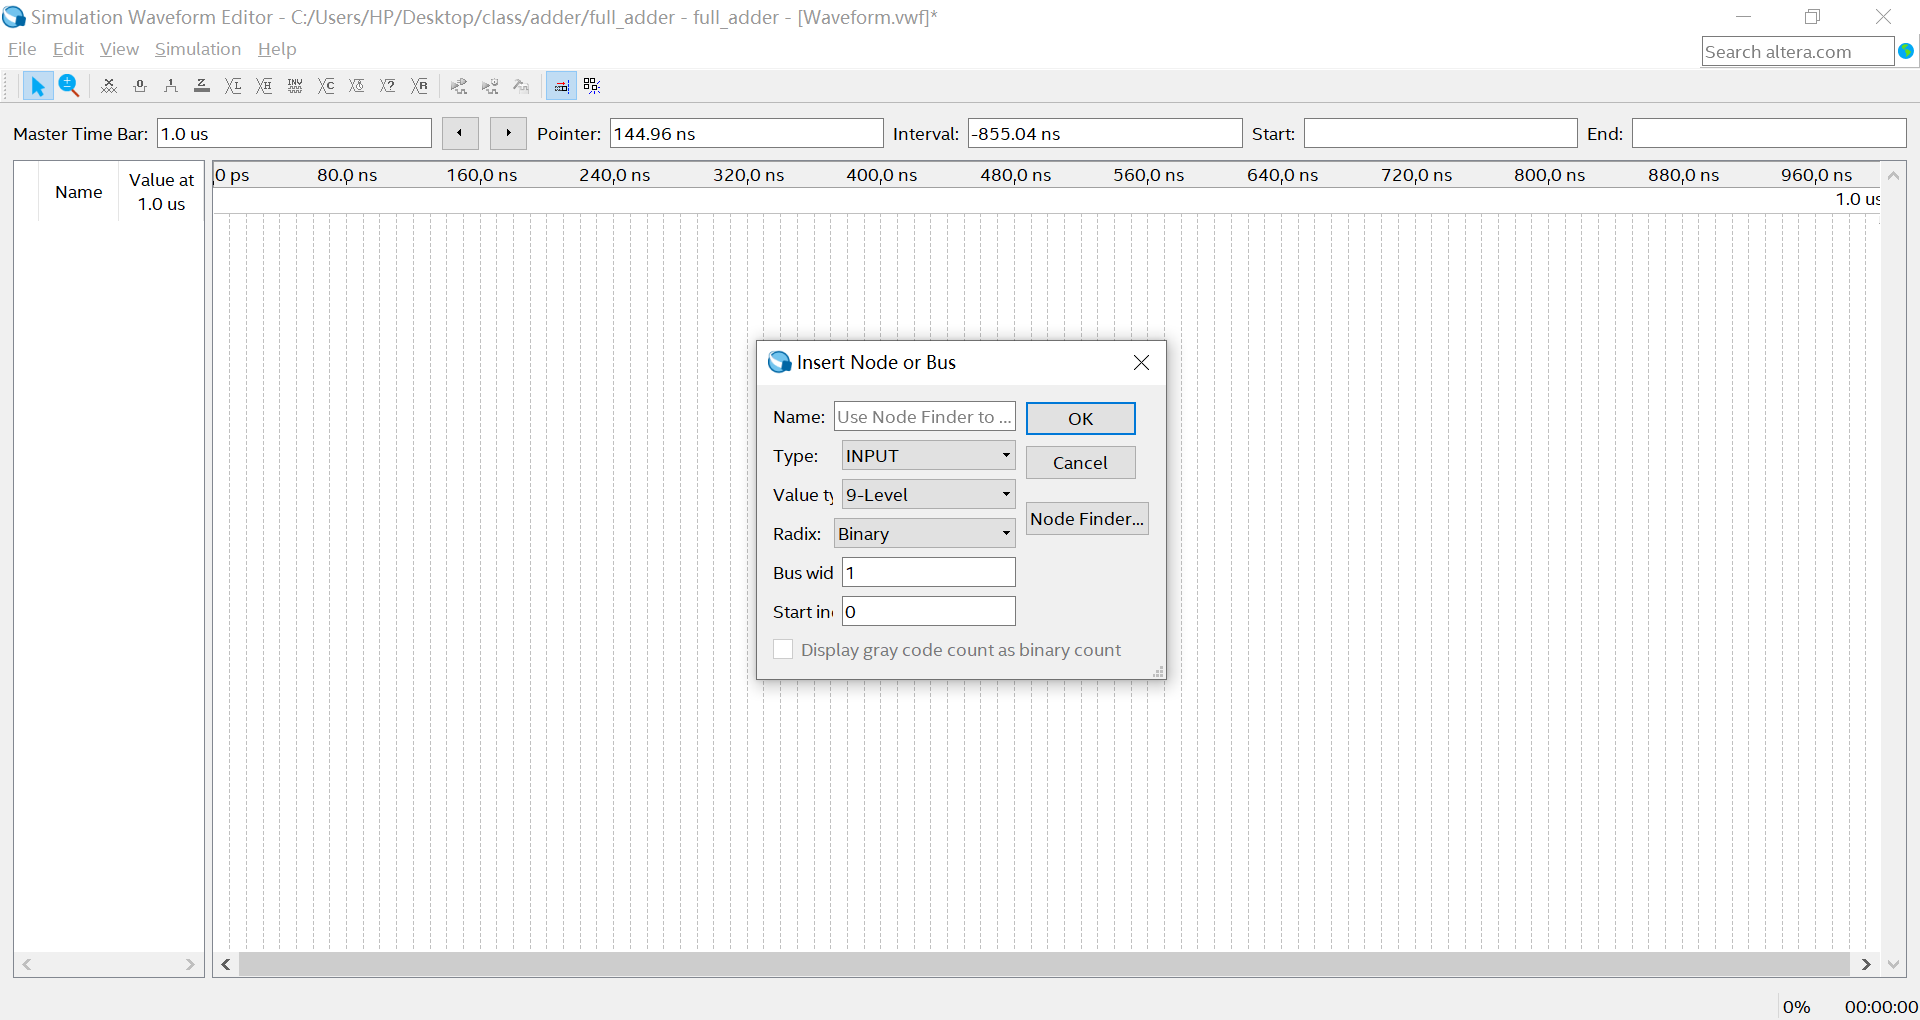 Simulation Waveform Editor - C:/Users/HP/Desktop/class/adder/full_adder - full_adder - [Waveform.vwf]*
File Edit View Simulation Help
Search altera.com
Master Time Bar: 1.0 us Pointer: 144.96 ns Interval: -855.04 ns Start: End:
Name
Value at
1.0 us
0 ps 80.0 ns 160.0 ns 240.0 ns 320.0 ns 400.0 ns 480.0 ns 560.0 ns 640.0 ns 720.0 ns 800.0 ns 880.0 ns 960.0 ns
1.0 us
Insert Node or Bus
Name: Use Node Finder to ... OK
Type: INPUT
Cancel
Value ty 9-Level
Node Finder...
Radix: Binary
Bus wid 1
Start in 0
Display gray code count as binary count
0% 00:00:00